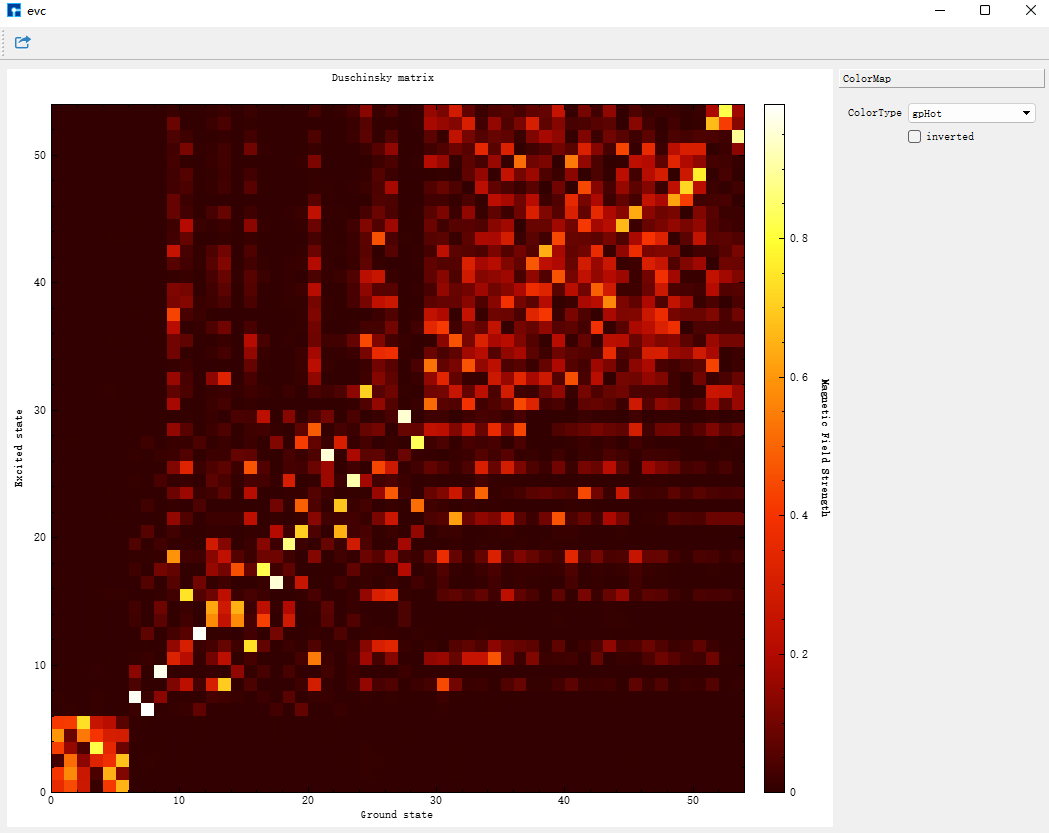 evc
Duschinsky matrix
ColorMap
ColorType gpHot
inverted
50
40
30
20
10
0
Excited state
0 10 20 30 40 50
Ground state
0.8
0.6
0.4
0.2
0
Magnetic Field Strength